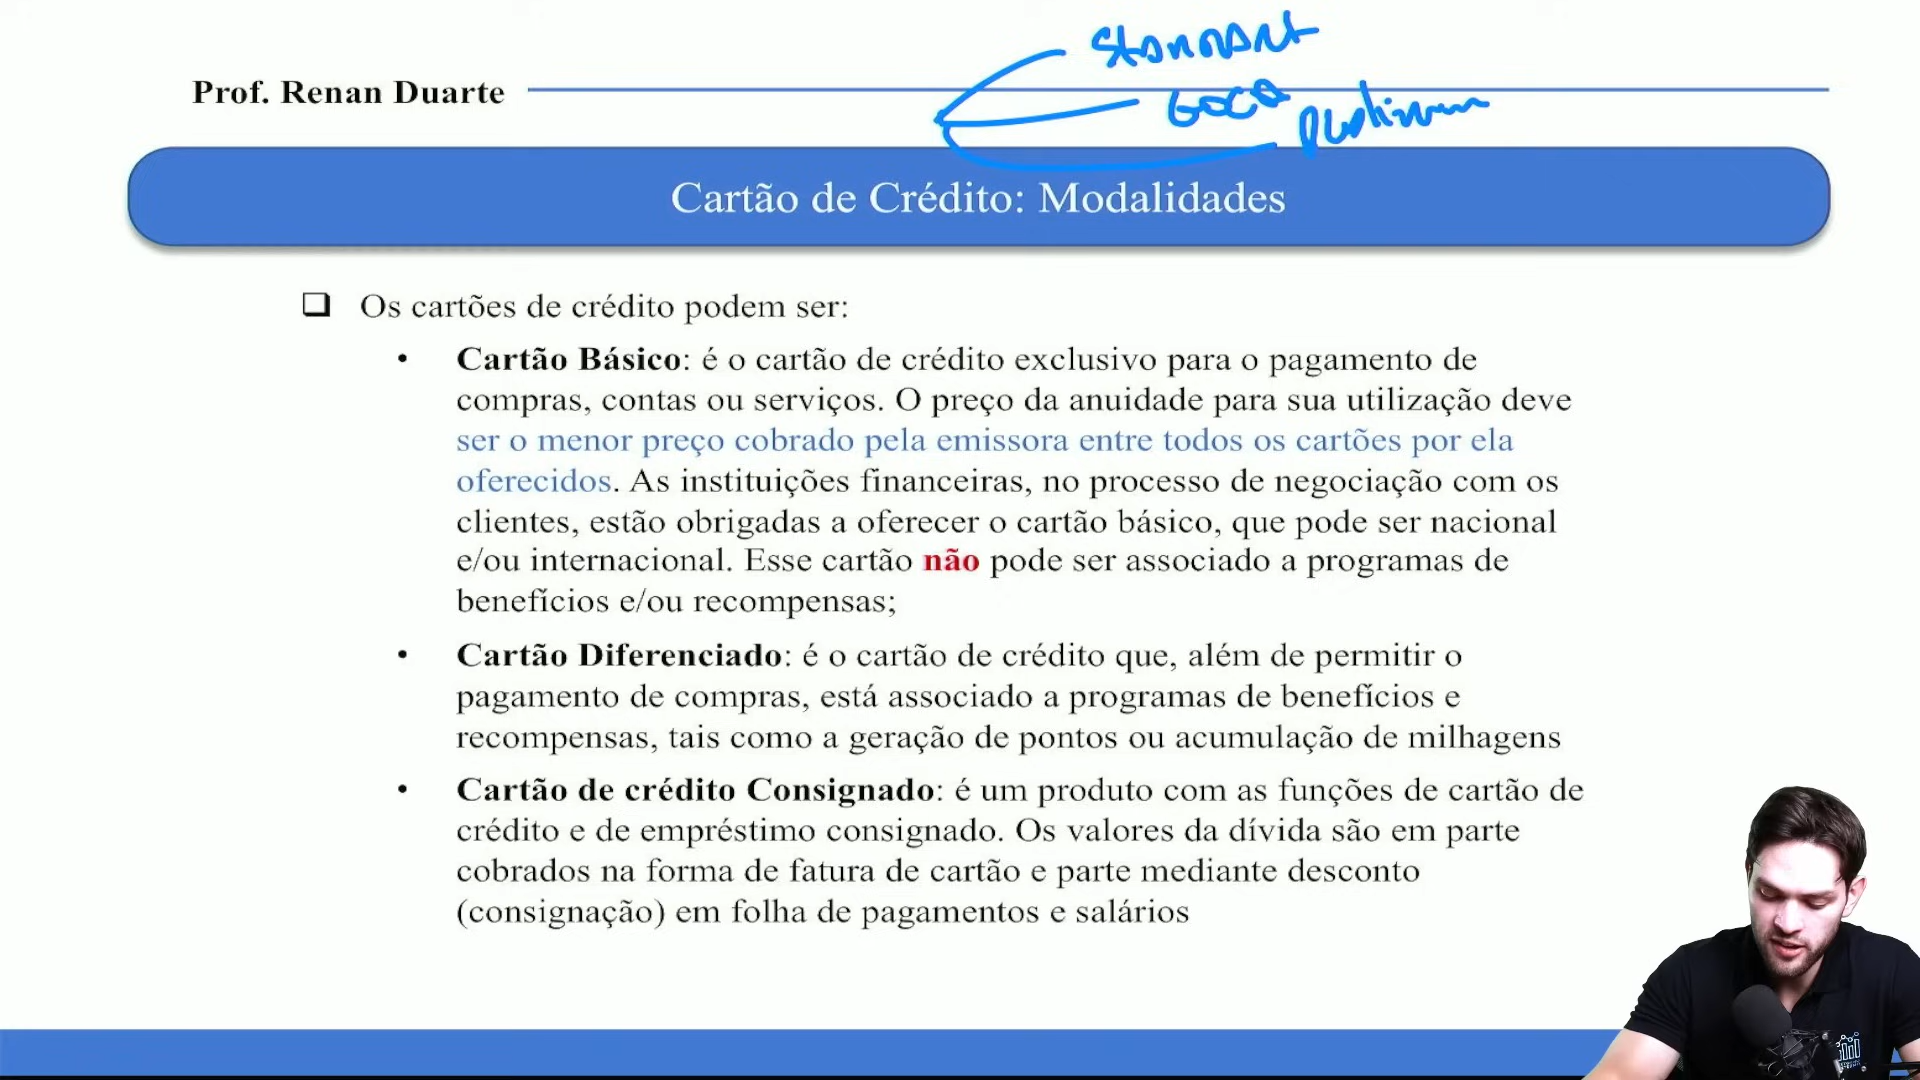 Standart
Gold
Platinum
Prof. Renan Duarte
Cartão de Crédito: Modalidades
❑ Os cartões de crédito podem ser:
• Cartão Básico: é o cartão de crédito exclusivo para o pagamento de
compras, contas ou serviços. O preço da anuidade para sua utilização deve
ser o menor preço cobrado pela emissora entre todos os cartões por ela
oferecidos. As instituições financeiras, no processo de negociação com os
clientes, estão obrigadas a oferecer o cartão básico, que pode ser nacional
e/ou internacional. Esse cartão não pode ser associado a programas de
benefícios e/ou recompensas;
• Cartão Diferenciado: é o cartão de crédito que, além de permitir o
pagamento de compras, está associado a programas de benefícios e
recompensas, tais como a geração de pontos ou acumulação de milhagens
• Cartão de crédito Consignado: é um produto com as funções de cartão de
crédito e de empréstimo consignado. Os valores da dívida são em parte
cobrados na forma de fatura de cartão e parte mediante desconto
(consignação) em folha de pagamentos e salários